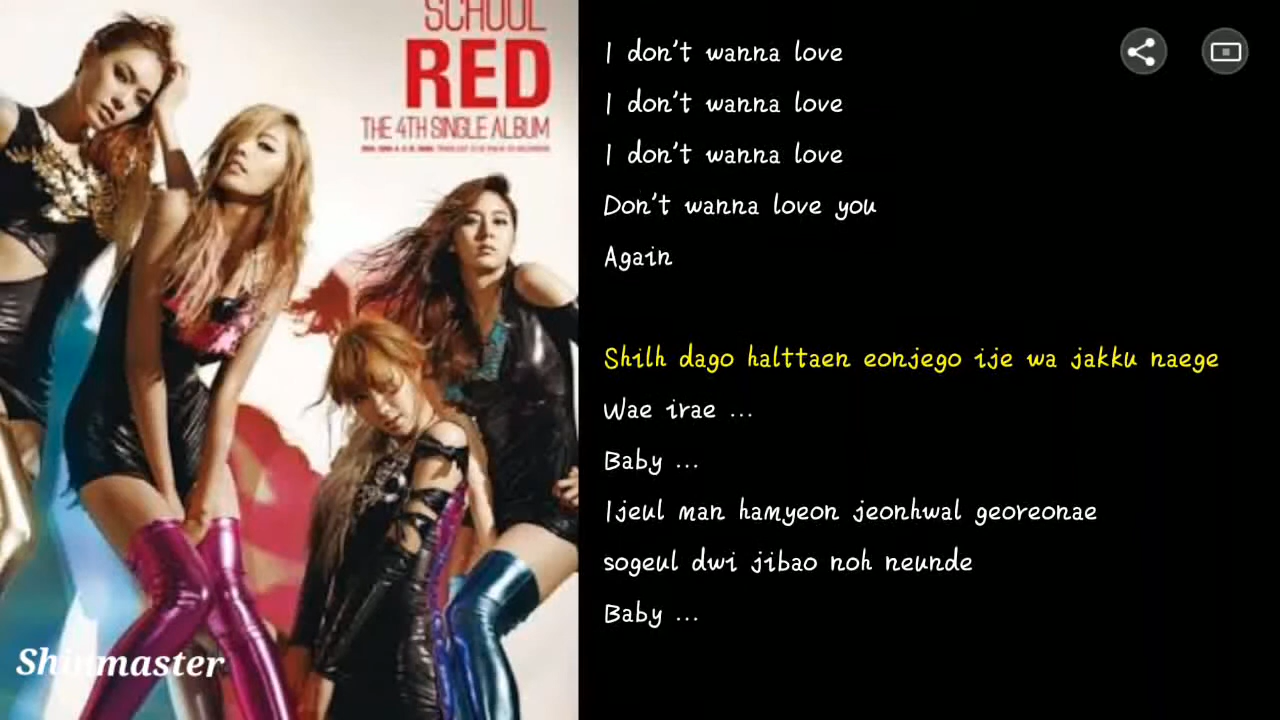 SCHOOL
RED
THE 4TH SINGLE ALBUM
Shinmaster
I don't wanna love
I don't wanna love
I don't wanna love
Don't wanna love you
Again
Shilh dago halttaen eonjego ije wa jakku naege
Wae irae ...
Baby ...
Ijeul man hamyeon jeonhwal georeonae
sogeul dwi jibao noh neunde
Baby ...